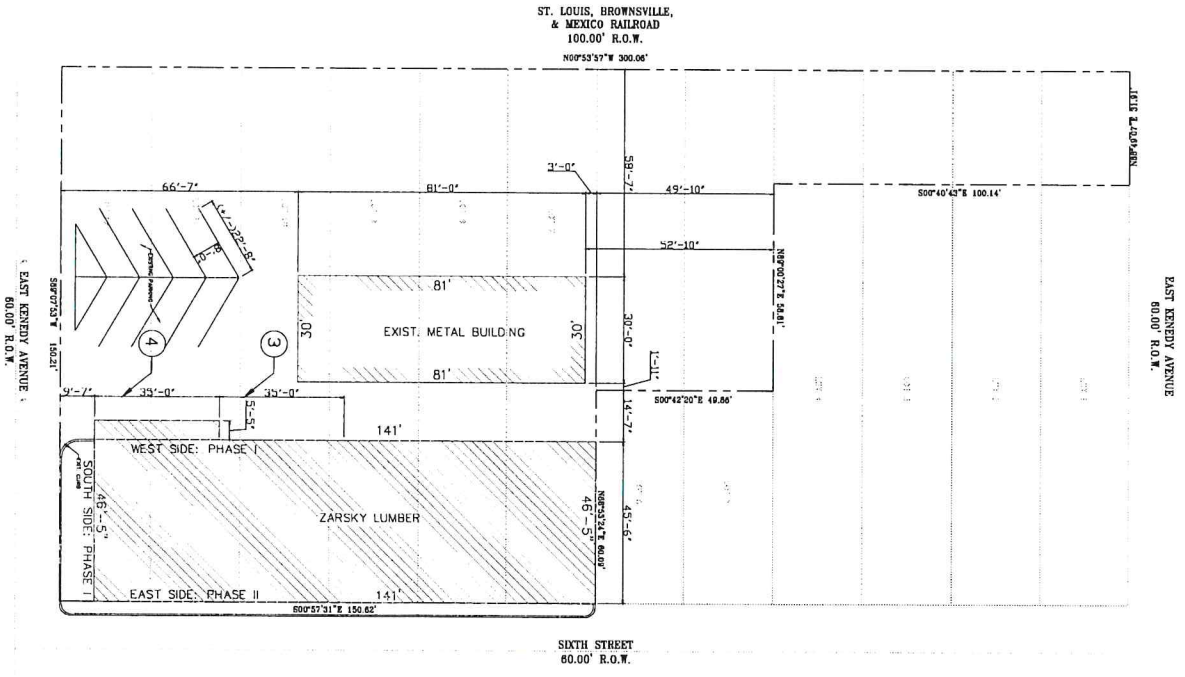 ST. LOUIS, BROWNSVILLE,
& MEXICO RAILROAD
100.00' R.O.W.
N00°53'57"W 300.06'
3'-0"
58'-7"
66'-7"
81'-0"
49'-10"
S00°40'43"E 100.14'
(+/-)22'-8"
52'-10"
N89°00'27"E 58.81'
EAST KENEDY AVENUE
60.00' R.O.W.
S89°07'53"W 150.21'
EXISTING PARKING
81'
30'
EXIST. METAL BUILDING
30'
30'-0"
EAST KENEDY AVENUE
60.00' R.O.W.
4
3
81'
1'-11"
9'-7"
35'-0"
35'-0"
S00°42'20"E 49.86'
5'-5"
14'-7"
141'
WEST SIDE: PHASE I
SOUTH SIDE: PHASE I
46'-5"
ZARSKY LUMBER
46'-5"
N88°53'24"E 60.09'
45'-6"
EAST SIDE: PHASE II
141'
S00°57'31"E 150.62'
SIXTH STREET
60.00' R.O.W.